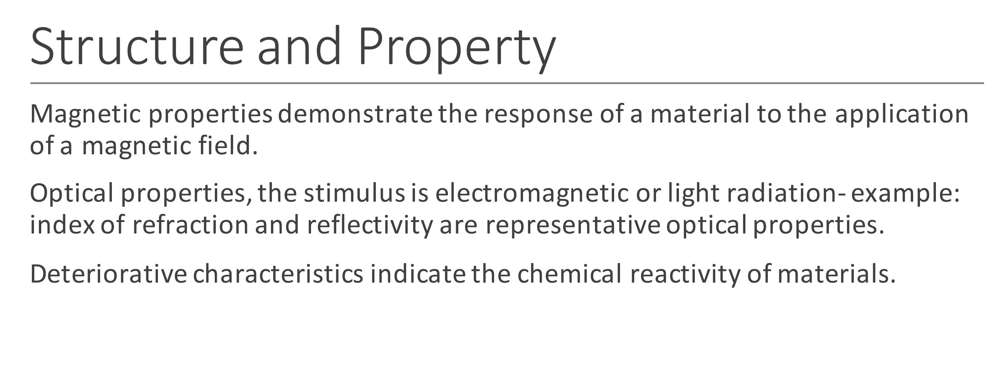 Structure and Property
Magnetic properties demonstrate the response of a material to the application
of a magnetic field.
Optical properties, the stimulus is electromagnetic or light radiation- example:
index of refraction and reflectivity are representative optical properties.
Deteriorative characteristics indicate the chemical reactivity of materials.